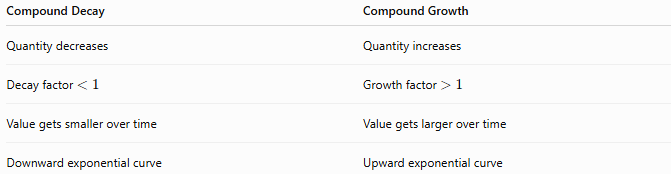 Compound Decay Compound Growth
Quantity decreases Quantity increases
Decay factor < 1 Growth factor > 1
Value gets smaller over time Value gets larger over time
Downward exponential curve Upward exponential curve